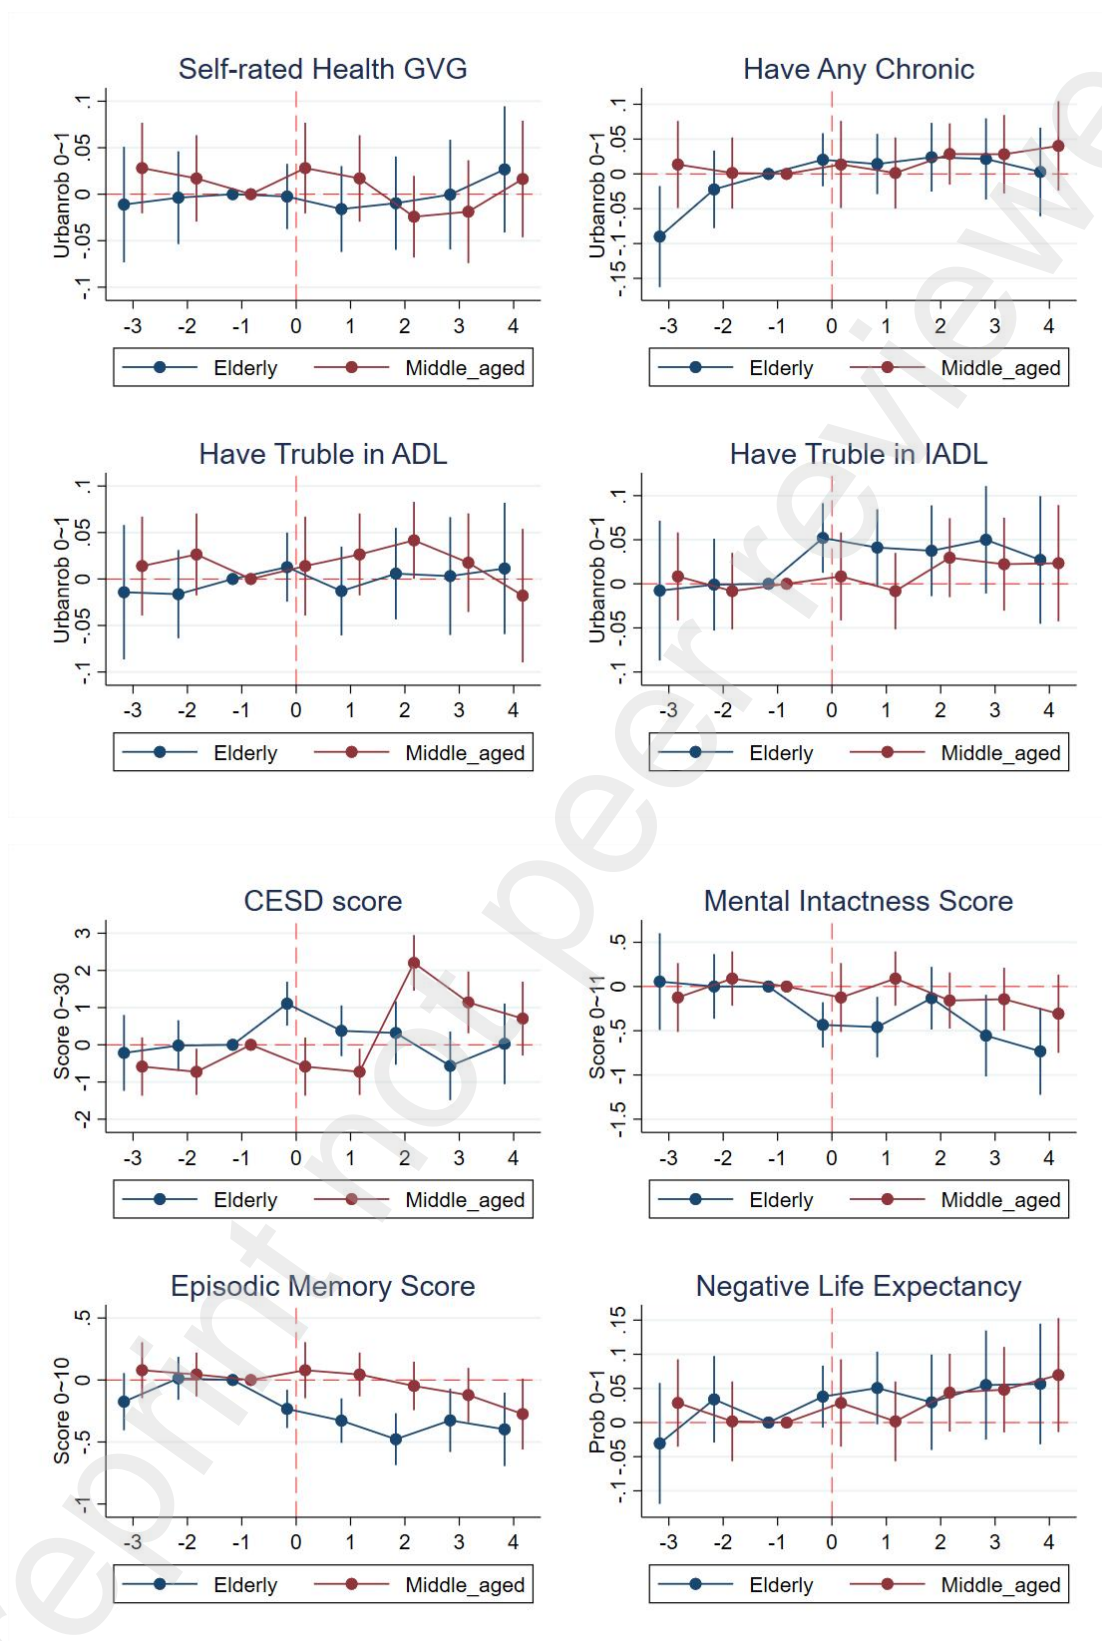 Self-rated Health GVG
Urbanrob 0~1
-.1 -.05 0 .05 .1
-3 -2 -1 0 1 2 3 4
Elderly Middle_aged
Have Any Chronic
Urbanrob 0~1
-.15 -.1 -.05 0 .05 .1
-3 -2 -1 0 1 2 3 4
Elderly Middle_aged
Have Truble in ADL
Urbanrob 0~1
-.1 -.05 0 .05 .1
-3 -2 -1 0 1 2 3 4
Elderly Middle_aged
Have Truble in IADL
Urbanrob 0~1
-.1 -.05 0 .05 .1
-3 -2 -1 0 1 2 3 4
Elderly Middle_aged
CESD score
Score 0~30
-2 -1 0 1 2 3
-3 -2 -1 0 1 2 3 4
Elderly Middle_aged
Mental Intactness Score
Score 0~11
-1.5 -1 -.5 0 .5
-3 -2 -1 0 1 2 3 4
Elderly Middle_aged
Episodic Memory Score
Score 0~10
-1 -.5 0 .5
-3 -2 -1 0 1 2 3 4
Elderly Middle_aged
Negative Life Expectancy
Prob 0~1
-.1 -.05 0 .05 .1 .15
-3 -2 -1 0 1 2 3 4
Elderly Middle_aged
eprint not peer reviewe